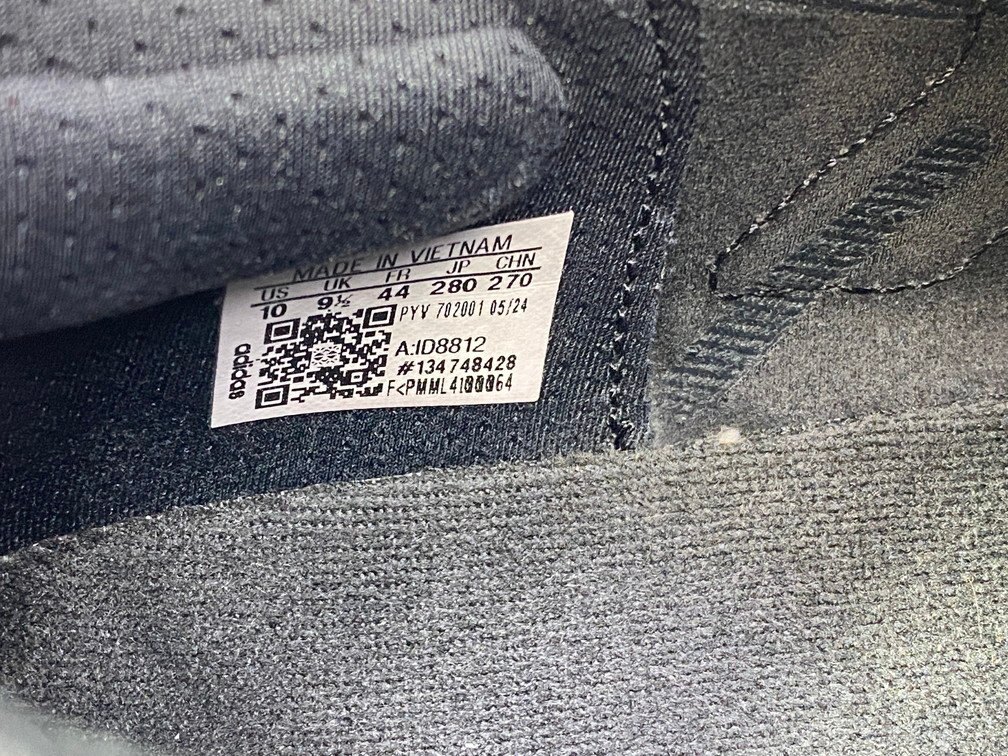 MADE IN VIETNAM
US UK FR JP CHN
10 9½ 44 280 270
PYV 702001 05/24
A:ID8812
#134748428
adidas